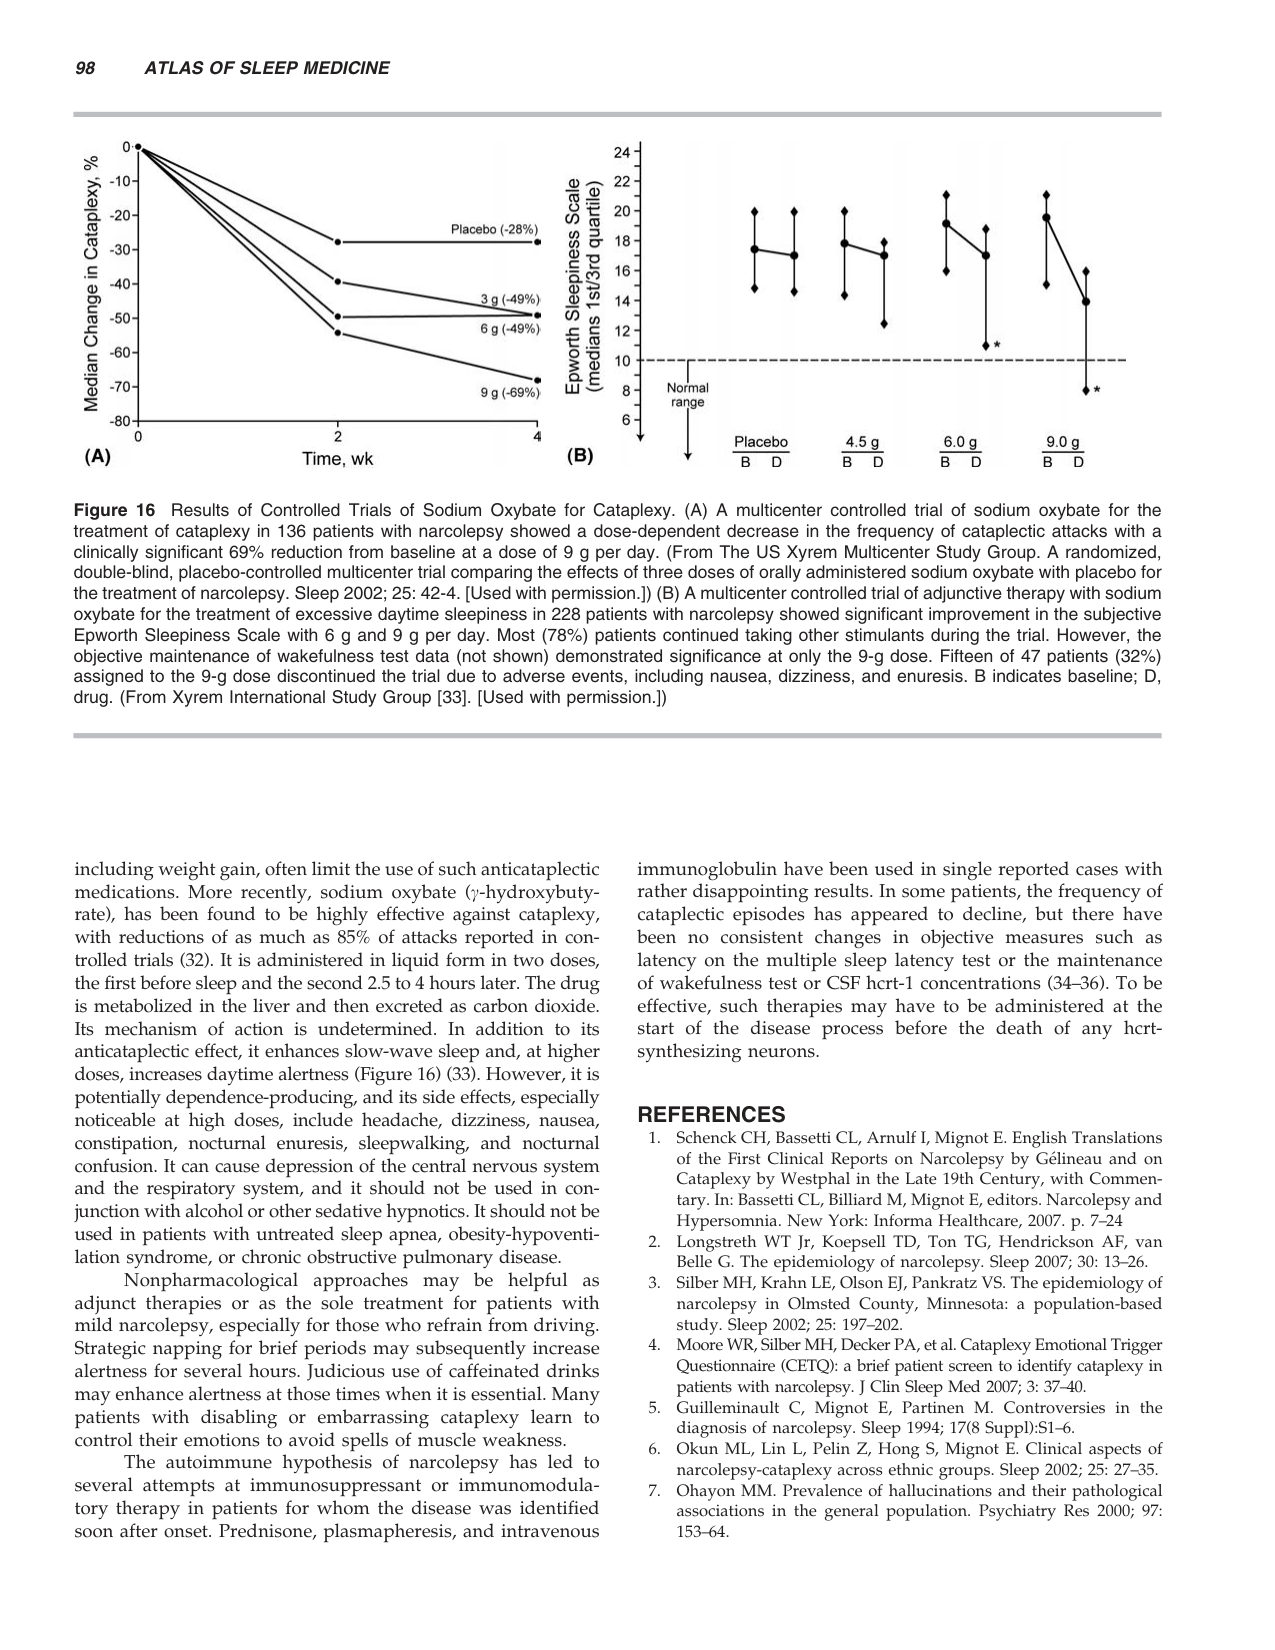 98 ATLAS OF SLEEP MEDICINE
Median Change in Cataplexy, %
0
-10
-20
-30
-40
-50
-60
-70
-80
Placebo (-28%)
3 g (-49%)
6 g (-49%)
9 g (-69%)
0 2 4
(A) Time, wk
Epworth Sleepiness Scale
(medians 1st/3rd quartile)
24
22
20
18
16
14
12
10
8
6
*
*
Normal
range
Placebo 4.5 g 6.0 g 9.0 g
B D B D B D B D
(B)
Figure 16 Results of Controlled Trials of Sodium Oxybate for Cataplexy. (A) A multicenter controlled trial of sodium oxybate for the
treatment of cataplexy in 136 patients with narcolepsy showed a dose-dependent decrease in the frequency of cataplectic attacks with a
clinically significant 69% reduction from baseline at a dose of 9 g per day. (From The US Xyrem Multicenter Study Group. A randomized,
double-blind, placebo-controlled multicenter trial comparing the effects of three doses of orally administered sodium oxybate with placebo for
the treatment of narcolepsy. Sleep 2002; 25: 42-4. [Used with permission.]) (B) A multicenter controlled trial of adjunctive therapy with sodium
oxybate for the treatment of excessive daytime sleepiness in 228 patients with narcolepsy showed significant improvement in the subjective
Epworth Sleepiness Scale with 6 g and 9 g per day. Most (78%) patients continued taking other stimulants during the trial. However, the
objective maintenance of wakefulness test data (not shown) demonstrated significance at only the 9-g dose. Fifteen of 47 patients (32%)
assigned to the 9-g dose discontinued the trial due to adverse events, including nausea, dizziness, and enuresis. B indicates baseline; D,
drug. (From Xyrem International Study Group [33]. [Used with permission.])
including weight gain, often limit the use of such anticataplectic
medications. More recently, sodium oxybate (γ-hydroxybuty-
rate), has been found to be highly effective against cataplexy,
with reductions of as much as 85% of attacks reported in con-
trolled trials (32). It is administered in liquid form in two doses,
the first before sleep and the second 2.5 to 4 hours later. The drug
is metabolized in the liver and then excreted as carbon dioxide.
Its mechanism of action is undetermined. In addition to its
anticataplectic effect, it enhances slow-wave sleep and, at higher
doses, increases daytime alertness (Figure 16) (33). However, it is
potentially dependence-producing, and its side effects, especially
noticeable at high doses, include headache, dizziness, nausea,
constipation, nocturnal enuresis, sleepwalking, and nocturnal
confusion. It can cause depression of the central nervous system
and the respiratory system, and it should not be used in con-
junction with alcohol or other sedative hypnotics. It should not be
used in patients with untreated sleep apnea, obesity-hypoventi-
lation syndrome, or chronic obstructive pulmonary disease.
Nonpharmacological approaches may be helpful as
adjunct therapies or as the sole treatment for patients with
mild narcolepsy, especially for those who refrain from driving.
Strategic napping for brief periods may subsequently increase
alertness for several hours. Judicious use of caffeinated drinks
may enhance alertness at those times when it is essential. Many
patients with disabling or embarrassing cataplexy learn to
control their emotions to avoid spells of muscle weakness.
The autoimmune hypothesis of narcolepsy has led to
several attempts at immunosuppressant or immunomodula-
tory therapy in patients for whom the disease was identified
soon after onset. Prednisone, plasmapheresis, and intravenous
immunoglobulin have been used in single reported cases with
rather disappointing results. In some patients, the frequency of
cataplectic episodes has appeared to decline, but there have
been no consistent changes in objective measures such as
latency on the multiple sleep latency test or the maintenance
of wakefulness test or CSF hcrt-1 concentrations (34–36). To be
effective, such therapies may have to be administered at the
start of the disease process before the death of any hcrt-
synthesizing neurons.
REFERENCES
1. Schenck CH, Bassetti CL, Arnulf I, Mignot E. English Translations
of the First Clinical Reports on Narcolepsy by Gélineau and on
Cataplexy by Westphal in the Late 19th Century, with Commen-
tary. In: Bassetti CL, Billiard M, Mignot E, editors. Narcolepsy and
Hypersomnia. New York: Informa Healthcare, 2007. p. 7–24
2. Longstreth WT Jr, Koepsell TD, Ton TG, Hendrickson AF, van
Belle G. The epidemiology of narcolepsy. Sleep 2007; 30: 13–26.
3. Silber MH, Krahn LE, Olson EJ, Pankratz VS. The epidemiology of
narcolepsy in Olmsted County, Minnesota: a population-based
study. Sleep 2002; 25: 197–202.
4. Moore WR, Silber MH, Decker PA, et al. Cataplexy Emotional Trigger
Questionnaire (CETQ): a brief patient screen to identify cataplexy in
patients with narcolepsy. J Clin Sleep Med 2007; 3: 37–40.
5. Guilleminault C, Mignot E, Partinen M. Controversies in the
diagnosis of narcolepsy. Sleep 1994; 17(8 Suppl):S1–6.
6. Okun ML, Lin L, Pelin Z, Hong S, Mignot E. Clinical aspects of
narcolepsy-cataplexy across ethnic groups. Sleep 2002; 25: 27–35.
7. Ohayon MM. Prevalence of hallucinations and their pathological
associations in the general population. Psychiatry Res 2000; 97:
153–64.